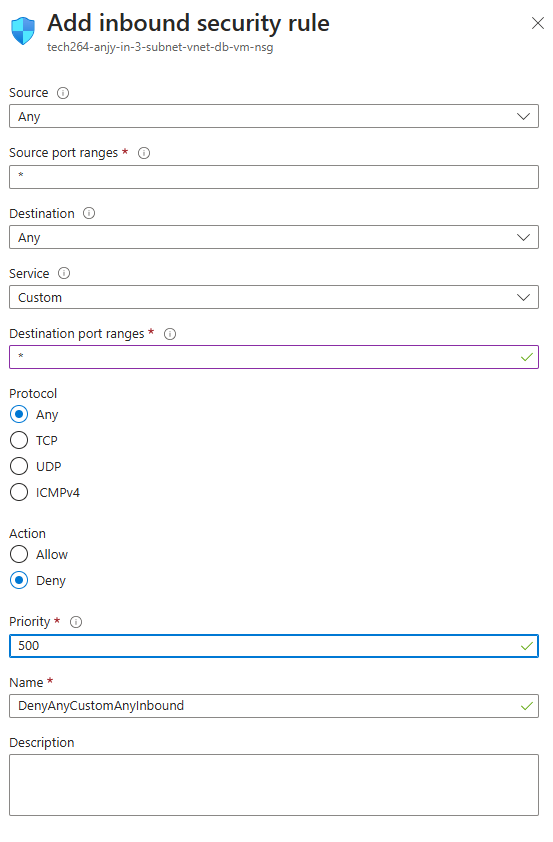 Add inbound security rule
tech264-anjy-in-3-subnet-vnet-db-vm-nsg
Source
Any
Source port ranges *
*
Destination
Any
Service
Custom
Destination port ranges *
*
Protocol
Any
TCP
UDP
ICMPv4
Action
Allow
Deny
Priority *
500
Name *
DenyAnyCustomAnyInbound
Description